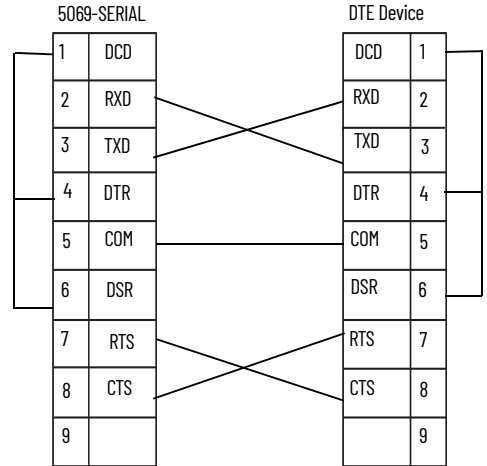 5069-SERIAL DTE Device
1 DCD DCD 1
2 RXD RXD 2
3 TXD TXD 3
4 DTR DTR 4
5 COM COM 5
6 DSR DSR 6
7 RTS RTS 7
8 CTS CTS 8
9 9